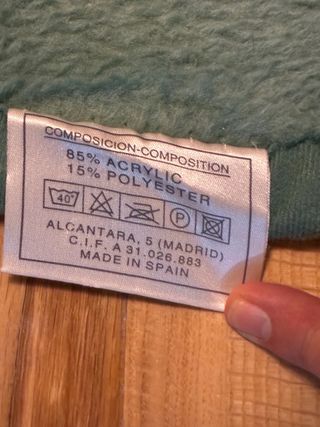 COMPOSICION-COMPOSITION
85% ACRYLIC
15% POLYESTER
40° P
ALCANTARA, 5 (MADRID)
C.I.F. A 31.026.883
MADE IN SPAIN